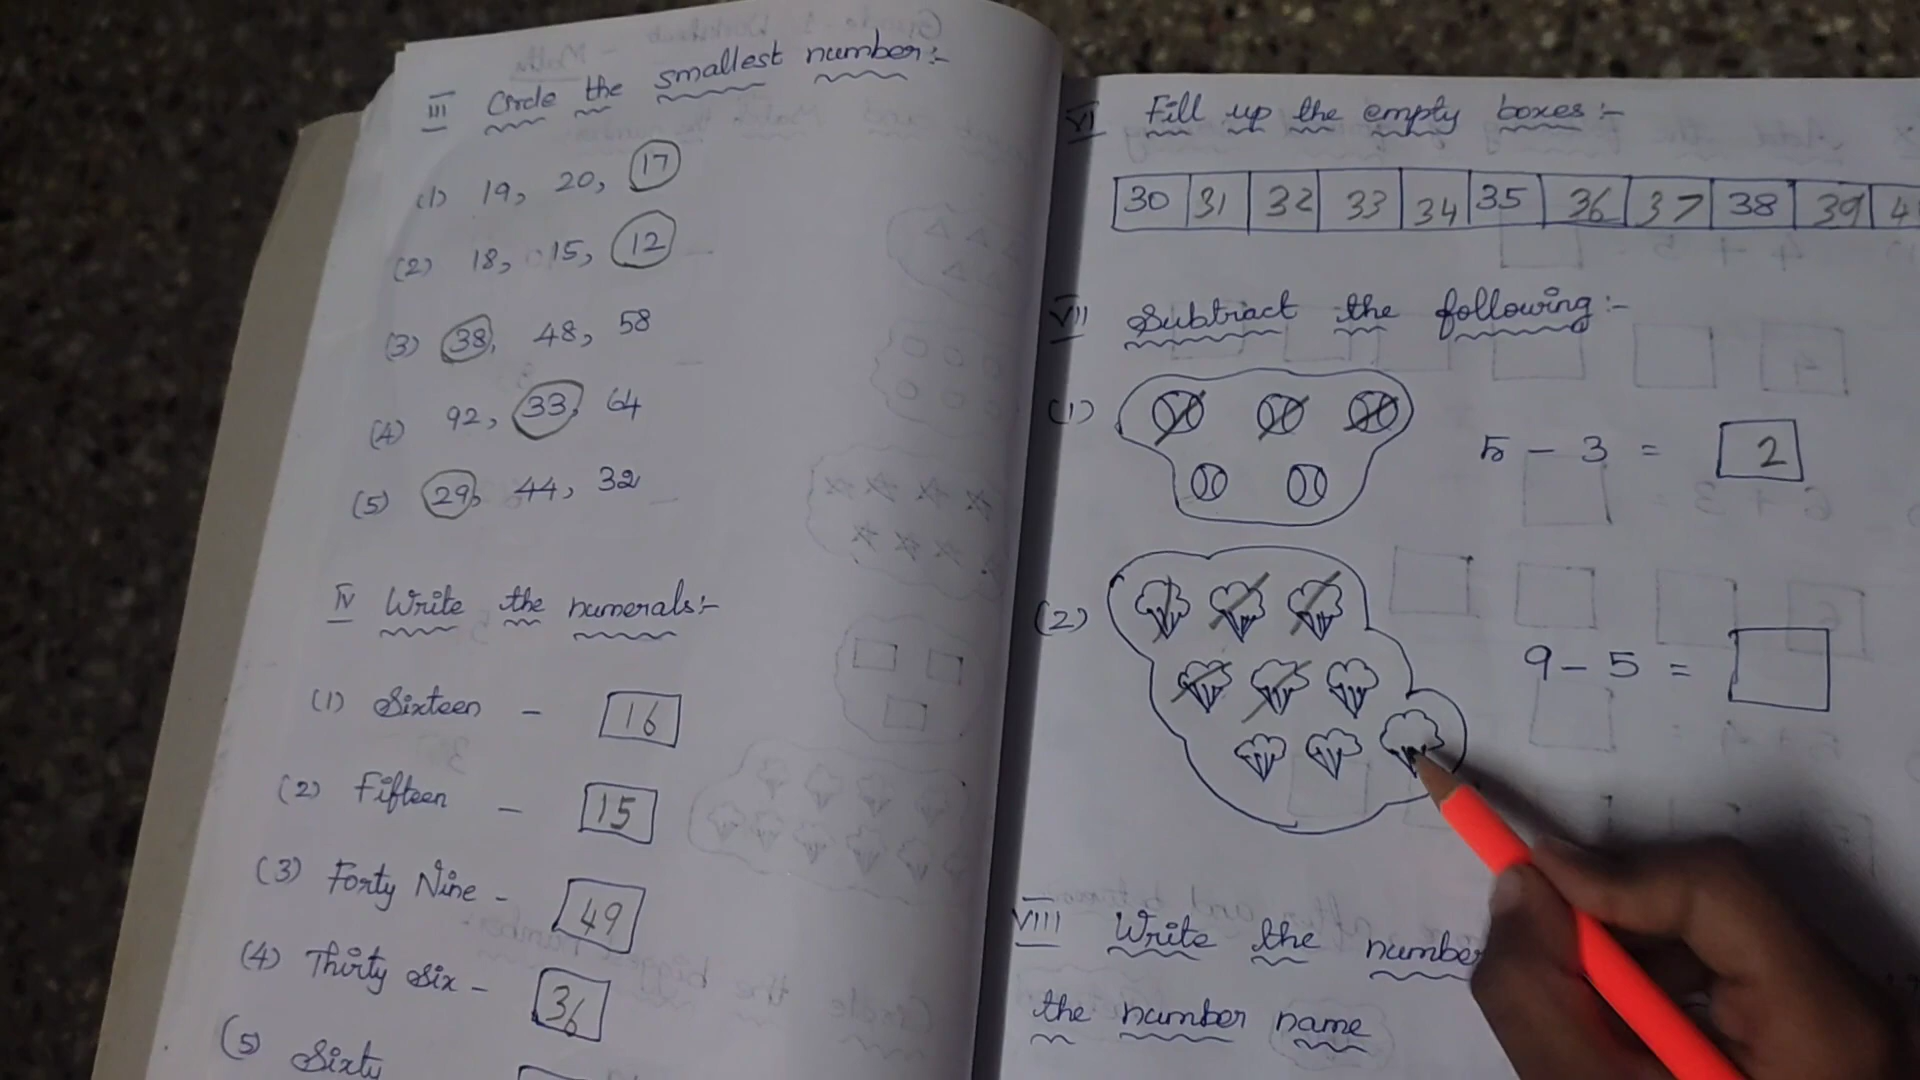 III Circle the smallest number:-
(1) 19, 20, 17
(2) 18, 15, 12
(3) 38, 48, 58
(4) 92, 33, 64
(5) 29, 44, 32
IV Write the numerals:-
(1) Sixteen - 16
(2) Fifteen - 15
(3) Forty Nine - 49
(4) Thirty Six - 36
(5) Sixty
VI Fill up the empty boxes:-
30 31 32 33 34 35 36 37 38 39 4
VII Subtract the following:-
(1) 5 - 3 = 2
(2) 9 - 5 =
VIII Write the number
the number name